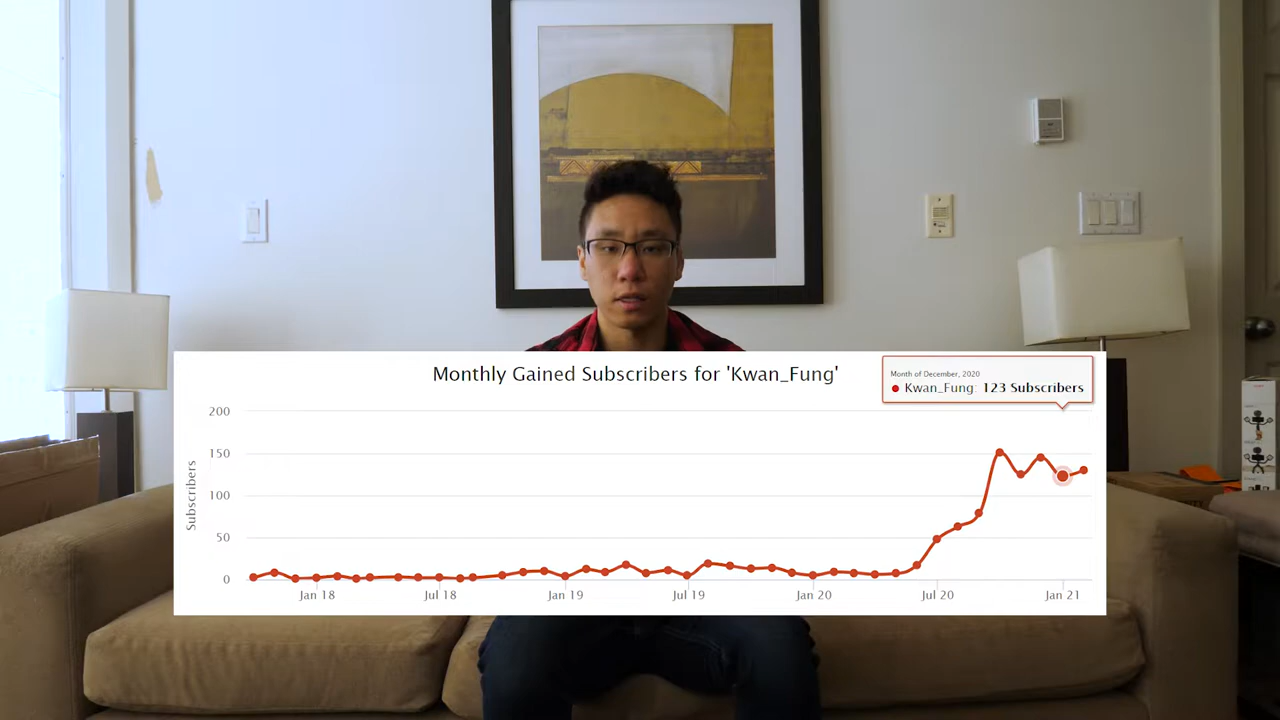 Monthly Gained Subscribers for 'Kwan_Fung'
Month of December, 2020
Kwan_Fung: 123 Subscribers
Subscribers
200
150
100
50
0
Jan 18
Jul 18
Jan 19
Jul 19
Jan 20
Jul 20
Jan 21